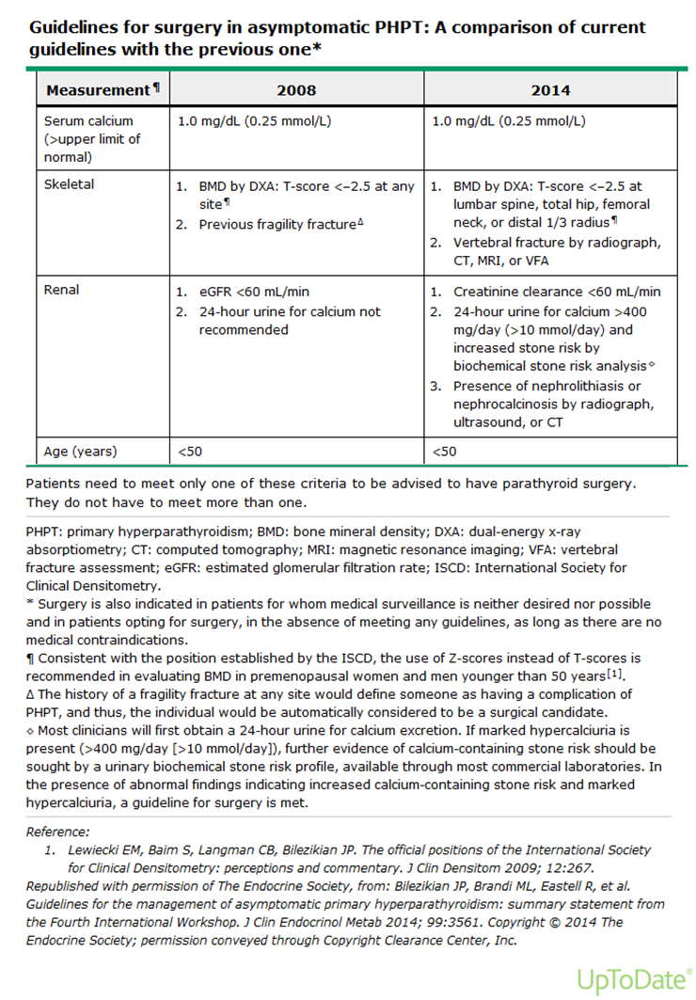 Guidelines for surgery in asymptomatic PHPT: A comparison of current
guidelines with the previous one*
Measurement¶ 2008 2014
Serum calcium
(>upper limit of
normal)
1.0 mg/dL (0.25 mmol/L)
1.0 mg/dL (0.25 mmol/L)
Skeletal
1. BMD by DXA: T-score <–2.5 at any
site¶
2. Previous fragility fractureΔ
1. BMD by DXA: T-score <–2.5 at
lumbar spine, total hip, femoral
neck, or distal 1/3 radius¶
2. Vertebral fracture by radiograph,
CT, MRI, or VFA
Renal
1. eGFR <60 mL/min
2. 24-hour urine for calcium not
recommended
1. Creatinine clearance <60 mL/min
2. 24-hour urine for calcium >400
mg/day (>10 mmol/day) and
increased stone risk by
biochemical stone risk analysis⋄
3. Presence of nephrolithiasis or
nephrocalcinosis by radiograph,
ultrasound, or CT
Age (years) <50 <50
Patients need to meet only one of these criteria to be advised to have parathyroid surgery.
They do not have to meet more than one.
PHPT: primary hyperparathyroidism; BMD: bone mineral density; DXA: dual-energy x-ray
absorptiometry; CT: computed tomography; MRI: magnetic resonance imaging; VFA: vertebral
fracture assessment; eGFR: estimated glomerular filtration rate; ISCD: International Society for
Clinical Densitometry.
* Surgery is also indicated in patients for whom medical surveillance is neither desired nor possible
and in patients opting for surgery, in the absence of meeting any guidelines, as long as there are no
medical contraindications.
¶ Consistent with the position established by the ISCD, the use of Z-scores instead of T-scores is
recommended in evaluating BMD in premenopausal women and men younger than 50 years[1].
Δ The history of a fragility fracture at any site would define someone as having a complication of
PHPT, and thus, the individual would be automatically considered to be a surgical candidate.
⋄ Most clinicians will first obtain a 24-hour urine for calcium excretion. If marked hypercalciuria is
present (>400 mg/day [>10 mmol/day]), further evidence of calcium-containing stone risk should be
sought by a urinary biochemical stone risk profile, available through most commercial laboratories. In
the presence of abnormal findings indicating increased calcium-containing stone risk and marked
hypercalciuria, a guideline for surgery is met.
Reference:
1. Lewiecki EM, Baim S, Langman CB, Bilezikian JP. The official positions of the International Society
for Clinical Densitometry: perceptions and commentary. J Clin Densitom 2009; 12:267.
Republished with permission of The Endocrine Society, from: Bilezikian JP, Brandi ML, Eastell R, et al.
Guidelines for the management of asymptomatic primary hyperparathyroidism: summary statement from
the Fourth International Workshop. J Clin Endocrinol Metab 2014; 99:3561. Copyright © 2014 The
Endocrine Society; permission conveyed through Copyright Clearance Center, Inc.
UpToDate®